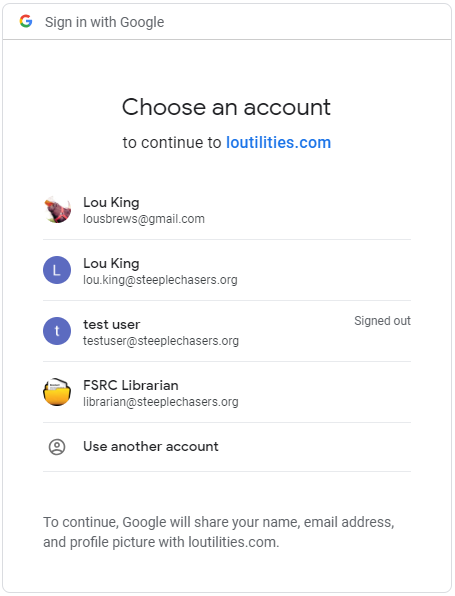 Sign in with Google
Choose an account
to continue to loutilities.com
Lou King
lousbrews@gmail.com
L
Lou King
lou.king@steeplechasers.org
t
test user
Signed out
testuser@steeplechasers.org
FSRC Librarian
librarian@steeplechasers.org
Use another account
To continue, Google will share your name, email address,
and profile picture with loutilities.com.